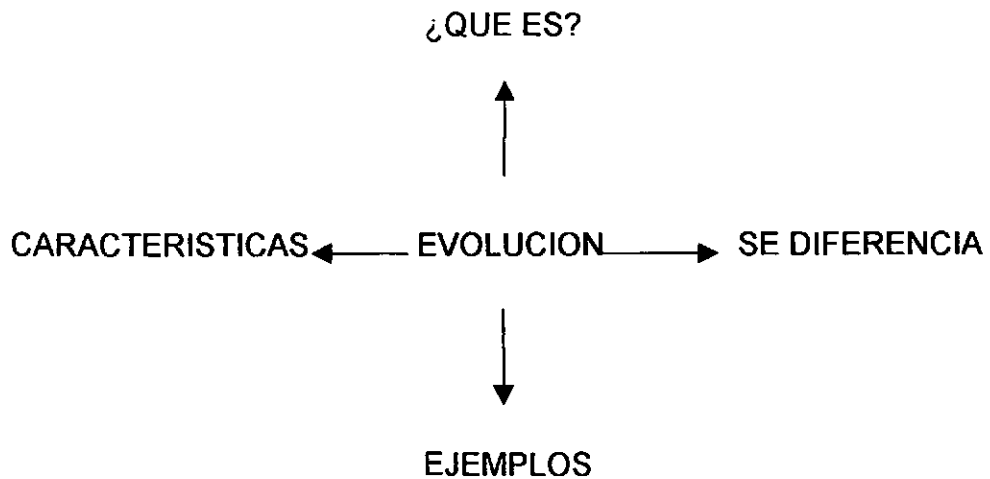 ¿QUE ES?
CARACTERISTICAS EVOLUCION SE DIFERENCIA
EJEMPLOS